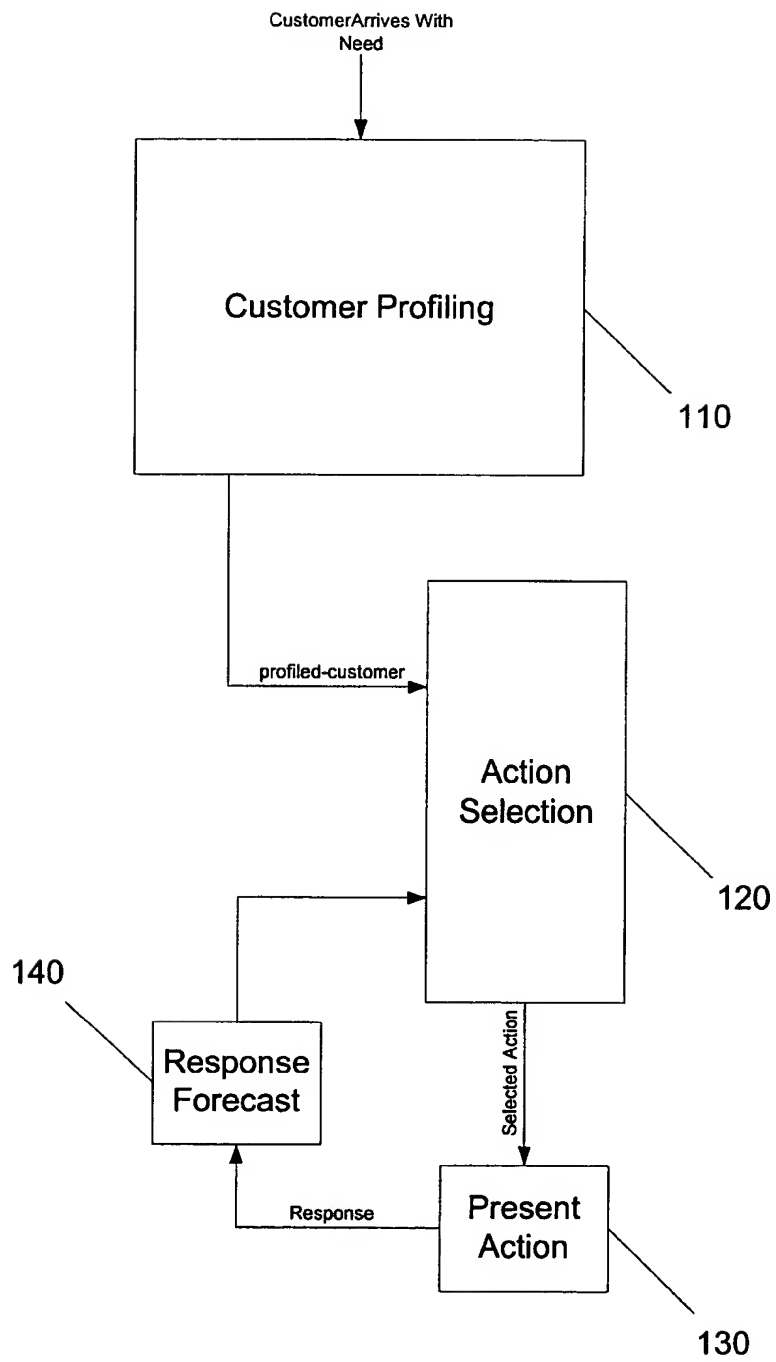 CustomerArrives With
Need
Customer Profiling
110
profiled-customer
Action
Selection
120
140
Response
Forecast
Selected Action
Response
Present
Action
130